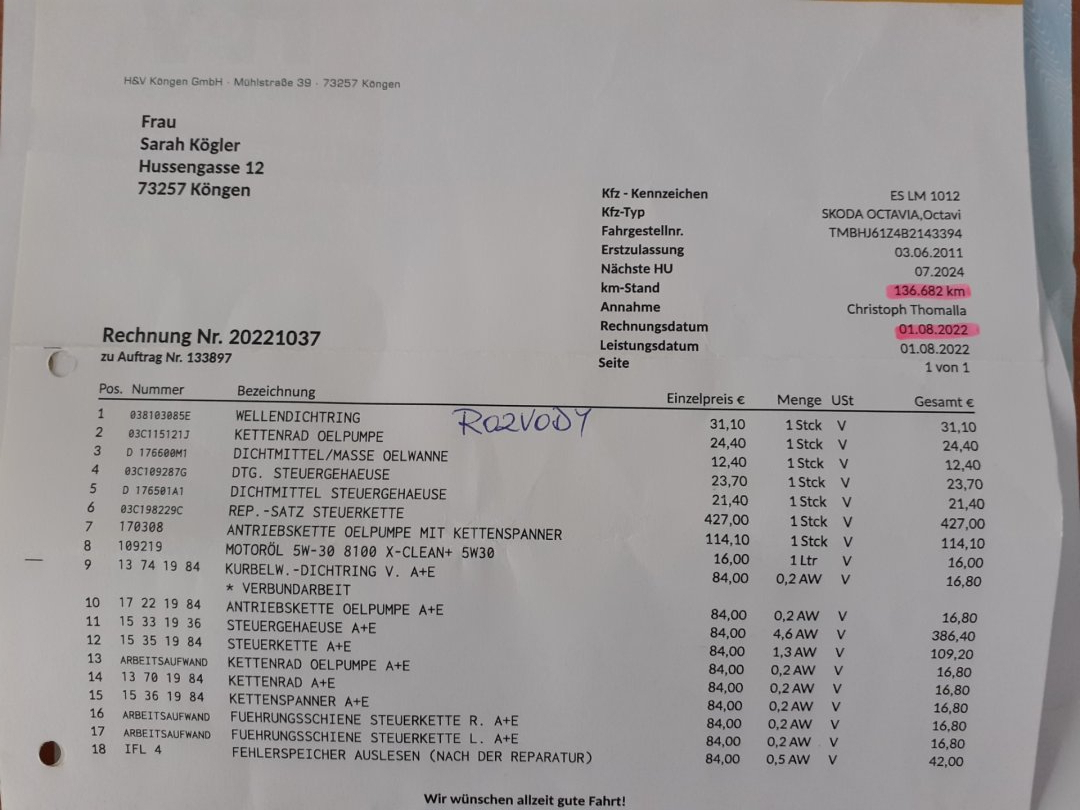 H&V Köngen GmbH · Mühlstraße 39 · 73257 Köngen
Frau
Sarah Kögler
Hussengasse 12
73257 Köngen
Kfz - Kennzeichen ES LM 1012
Kfz-Typ SKODA OCTAVIA,Octavi
Fahrgestellnr. TMBHJ61Z4B2143394
Erstzulassung 03.06.2011
Nächste HU 07.2024
km-Stand 136.682 km
Annahme Christoph Thomalla
Rechnungsdatum 01.08.2022
Leistungsdatum 01.08.2022
Seite 1 von 1
Rechnung Nr. 20221037
zu Auftrag Nr. 133897
Pos. Nummer Bezeichnung Einzelpreis € Menge USt Gesamt €
ROZVODY
1 038103085E WELLENDICHTRING 31,10 1 Stck V 31,10
2 03C115121J KETTENRAD OELPUMPE 24,40 1 Stck V 24,40
3 D 176600M1 DICHTMITTEL/MASSE OELWANNE 12,40 1 Stck V 12,40
4 03C109287G DTG. STEUERGEHAEUSE 23,70 1 Stck V 23,70
5 D 176501A1 DICHTMITTEL STEUERGEHAEUSE 21,40 1 Stck V 21,40
6 03C198229C REP.-SATZ STEUERKETTE 427,00 1 Stck V 427,00
7 170308 ANTRIEBSKETTE OELPUMPE MIT KETTENSPANNER 114,10 1 Stck V 114,10
8 109219 MOTORÖL 5W-30 8100 X-CLEAN+ 5W30 16,00 1 Ltr V 16,00
9 13 74 19 84 KURBELW.-DICHTRING V. A+E 84,00 0,2 AW V 16,80
* VERBUNDARBEIT
10 17 22 19 84 ANTRIEBSKETTE OELPUMPE A+E 84,00 0,2 AW V 16,80
11 15 33 19 36 STEUERGEHAEUSE A+E 84,00 4,6 AW V 386,40
12 15 35 19 84 STEUERKETTE A+E 84,00 1,3 AW V 109,20
13 ARBEITSAUFWAND KETTENRAD OELPUMPE A+E 84,00 0,2 AW V 16,80
14 13 70 19 84 KETTENRAD A+E 84,00 0,2 AW V 16,80
15 15 36 19 84 KETTENSPANNER A+E 84,00 0,2 AW V 16,80
16 ARBEITSAUFWAND FUEHRUNGSSCHIENE STEUERKETTE R. A+E 84,00 0,2 AW V 16,80
17 ARBEITSAUFWAND FUEHRUNGSSCHIENE STEUERKETTE L. A+E 84,00 0,2 AW V 16,80
18 IFL 4 FEHLERSPEICHER AUSLESEN (NACH DER REPARATUR) 84,00 0,5 AW V 42,00
Wir wünschen allzeit gute Fahrt!